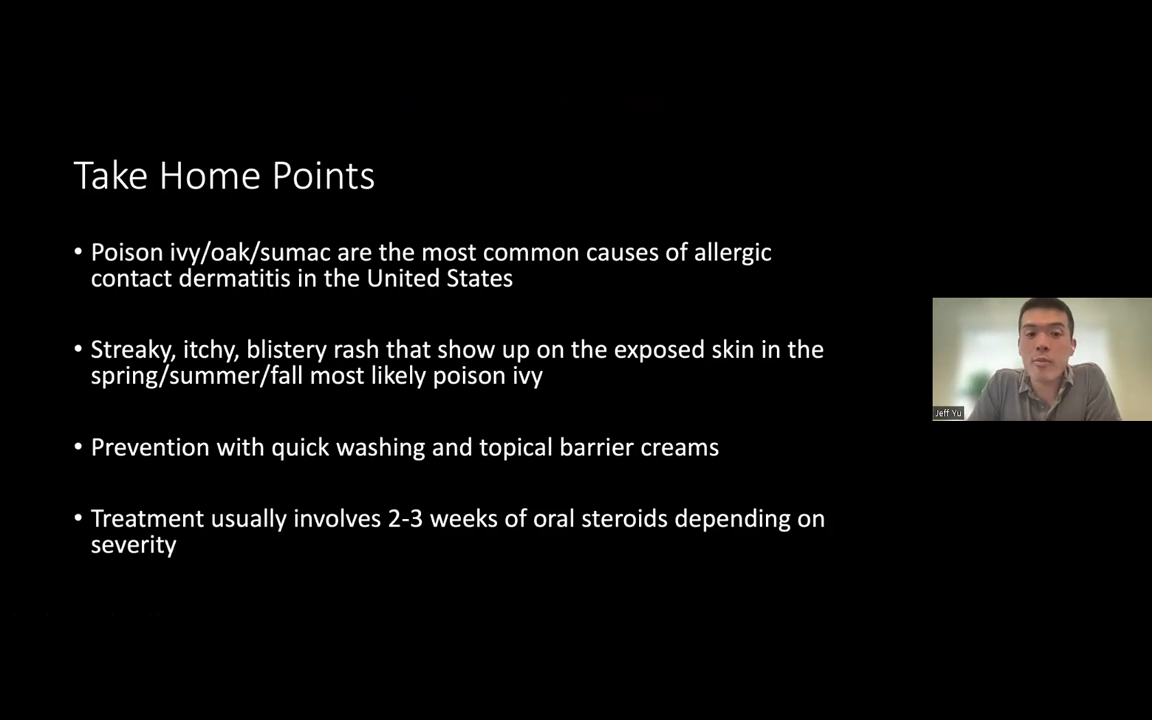 Take Home Points
• Poison ivy/oak/sumac are the most common causes of allergic
contact dermatitis in the United States
• Streaky, itchy, blistery rash that show up on the exposed skin in the
spring/summer/fall most likely poison ivy
• Prevention with quick washing and topical barrier creams
• Treatment usually involves 2-3 weeks of oral steroids depending on
severity
Jeff Yu